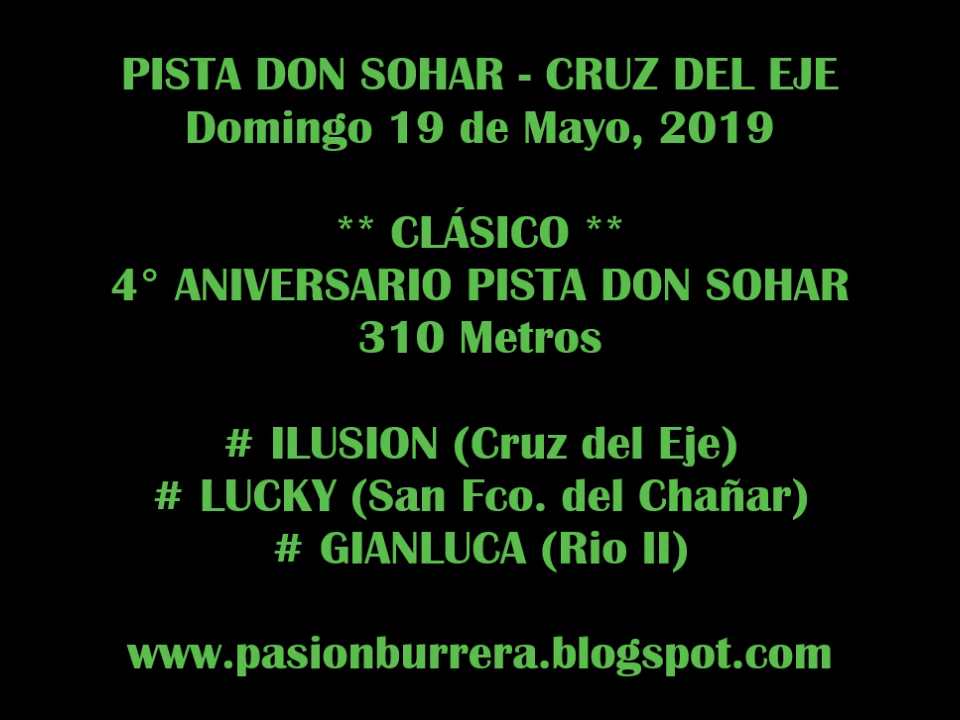 PISTA DON SOHAR - CRUZ DEL EJE
Domingo 19 de Mayo, 2019
** CLÁSICO **
4° ANIVERSARIO PISTA DON SOHAR
310 Metros
# ILUSION (Cruz del Eje)
# LUCKY (San Fco. del Chañar)
# GIANLUCA (Rio II)
www.pasionburrera.blogspot.com